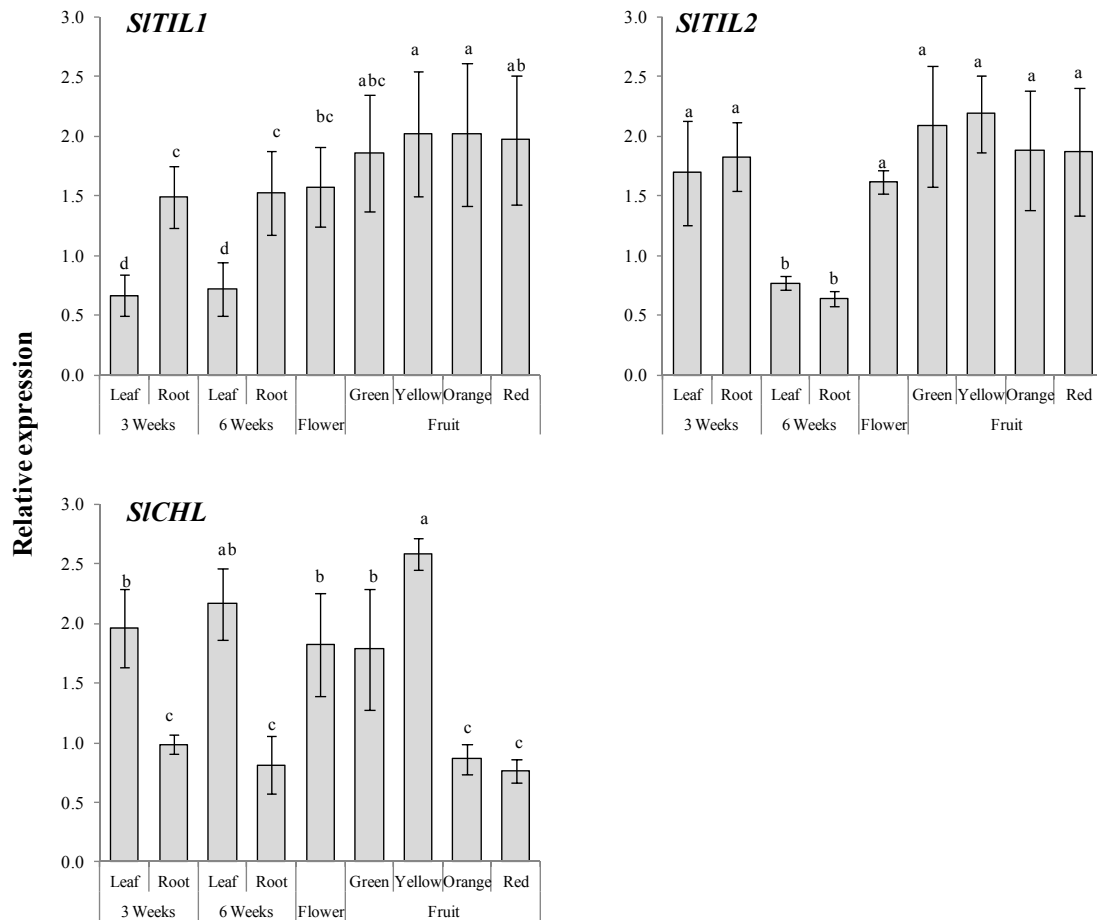 Relative expression
SlTIL1
3.0
2.5
2.0
1.5
1.0
0.5
0.0
d c d c bc abc a a ab
Leaf Root Leaf Root Green Yellow Orange Red
3 Weeks 6 Weeks Flower Fruit
SlTIL2
3.0
2.5
2.0
1.5
1.0
0.5
0.0
a a b b a a a a a
Leaf Root Leaf Root Green Yellow Orange Red
3 Weeks 6 Weeks Flower Fruit
SlCHL
3.0
2.5
2.0
1.5
1.0
0.5
0.0
b c ab c b b a c c
Leaf Root Leaf Root Green Yellow Orange Red
3 Weeks 6 Weeks Flower Fruit